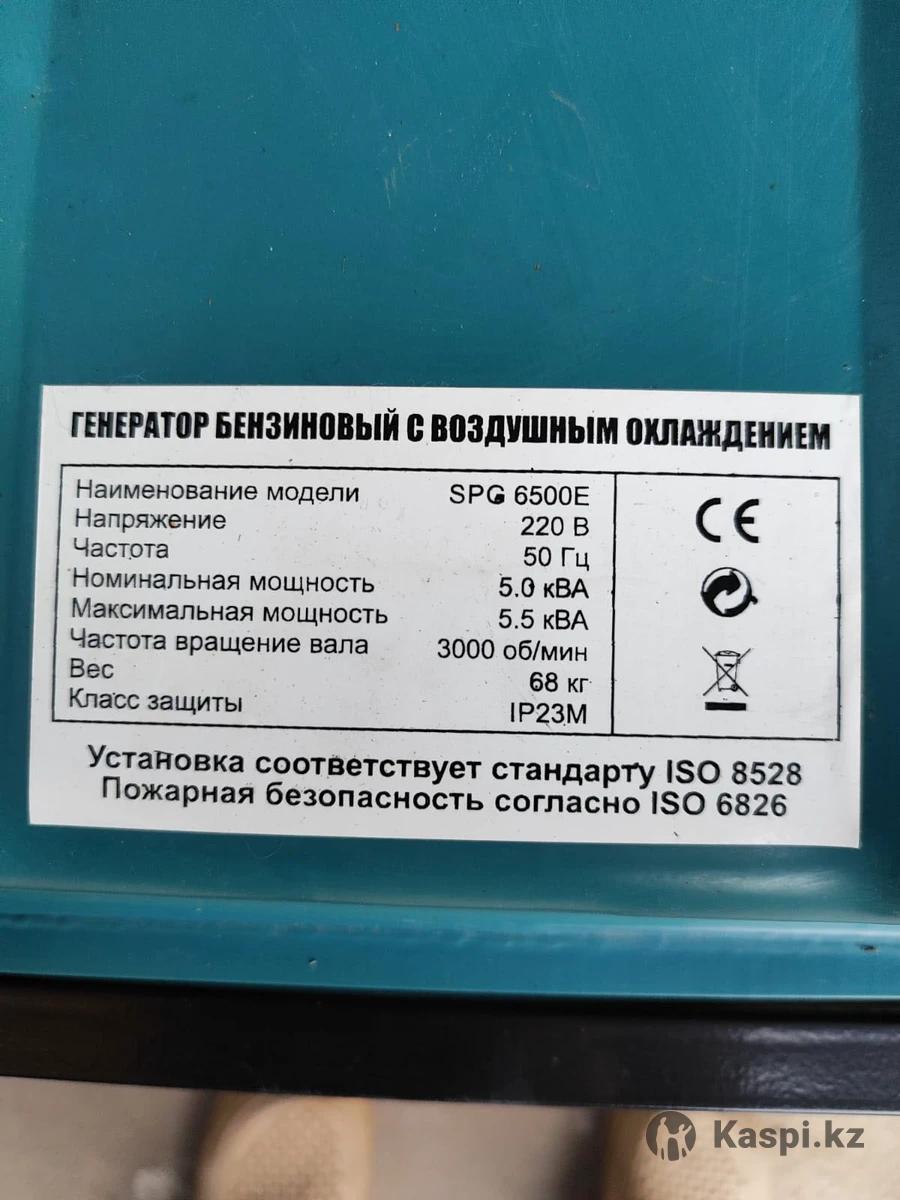 ГЕНЕРАТОР БЕНЗИНОВЫЙ С ВОЗДУШНЫМ ОХЛАЖДЕНИЕМ
Наименование модели SPG 6500E
Напряжение 220 В
Частота 50 Гц
Номинальная мощность 5.0 кВА
Максимальная мощность 5.5 кВА
Частота вращения вала 3000 об/мин
Вес 68 кг
Класс защиты IP23M
CE
Установка соответствует стандарту ISO 8528
Пожарная безопасность согласно ISO 6826
Kaspi.kz